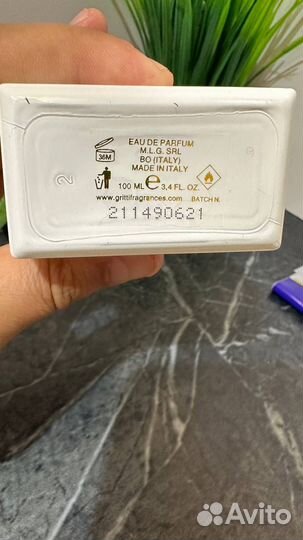 EAU DE PARFUM
M.L.G. SRL
BO (ITALY)
MADE IN ITALY
36M
100 ML e 3,4 FL. OZ.
www.grittifragrances.com BATCH N.
211490621
2
Avito